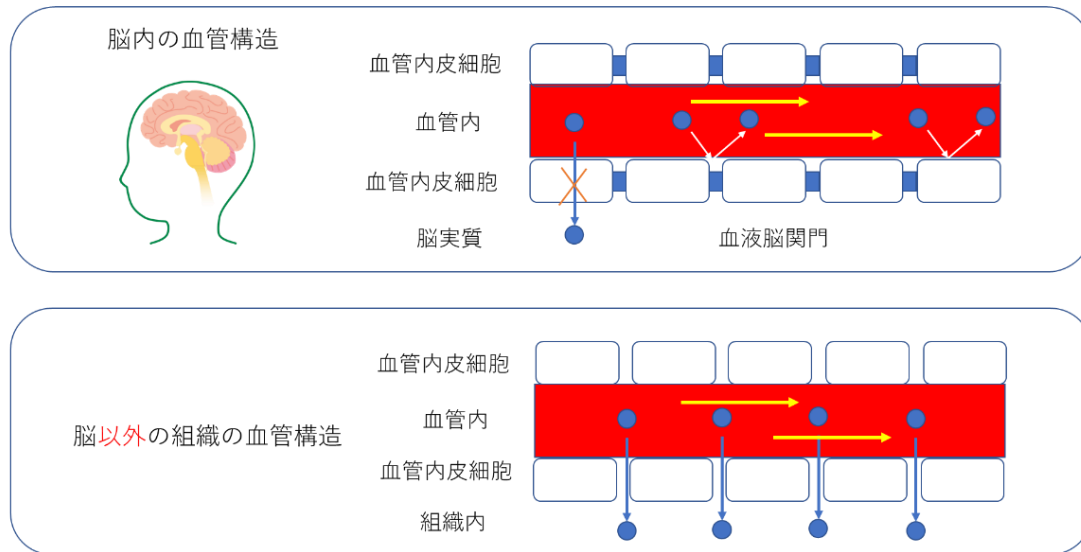 脳内の血管構造
血管内皮細胞
血管内
血管内皮細胞
脳実質
血液脳関門
脳以外の組織の血管構造
血管内皮細胞
血管内
血管内皮細胞
組織内